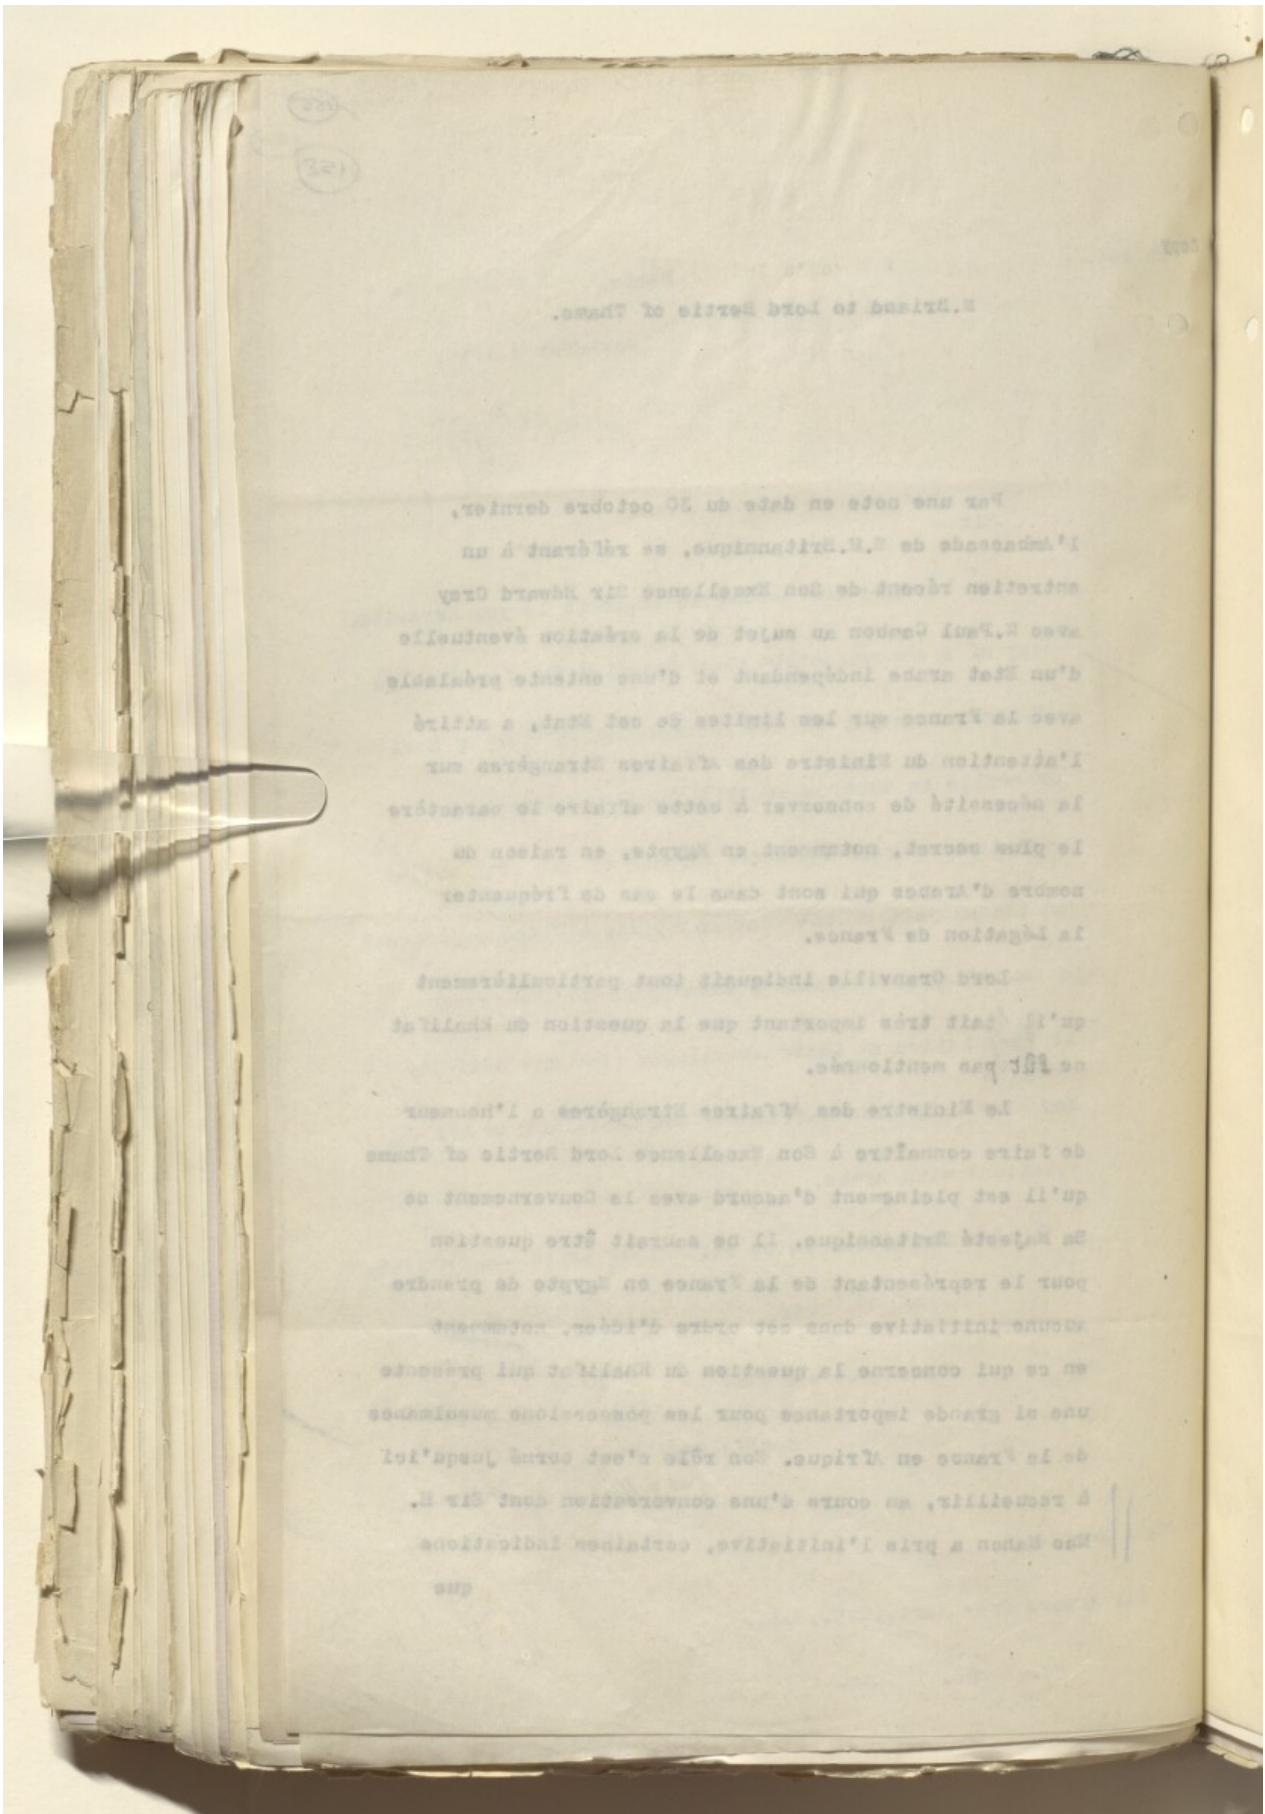 321
Copy
M.Briand to Lord Bertie of Thame.
Par une note en date du 30 octobre dernier,
l'Ambassade de S.M.Britannique, se référant à un
entretien récent de Son Excellence Sir Edward Grey
avec M.Paul Cambon au sujet de la création éventuelle
d'un Etat arabe indépendant et d'une entente préalable
avec la France sur les limites de cet Etat, a attiré
l'attention du Ministre des Affaires Etrangères sur
la nécessité de conserver à cette affaire le caractère
le plus secret, notamment en Egypte, en raison du
nombre d'Arabes qui sont dans le cas de fréquenter
la Légation de France.
Lord Granville indiquait tout particulièrement
qu'il était très important que la question du khalifat
ne fût pas mentionnée.
Le Ministre des Affaires Etrangères a l'honneur
de faire connaître à Son Excellence Lord Bertie of Thame
qu'il est pleinement d'accord avec le Gouvernement de
Sa Majesté Britannique. Il ne saurait être question
pour le représentant de la France en Egypte de prendre
aucune initiative dans cet ordre d'idées, notamment
en ce qui concerne la question du Khalifat qui présente
une si grande importance pour les possessions musulmanes
de la France en Afrique. Son rôle s'est borné jusqu'ici
à recueillir, au cours d'une conversation dont Sir H.
Mac Mahon a pris l'initiative, certaines indications
que